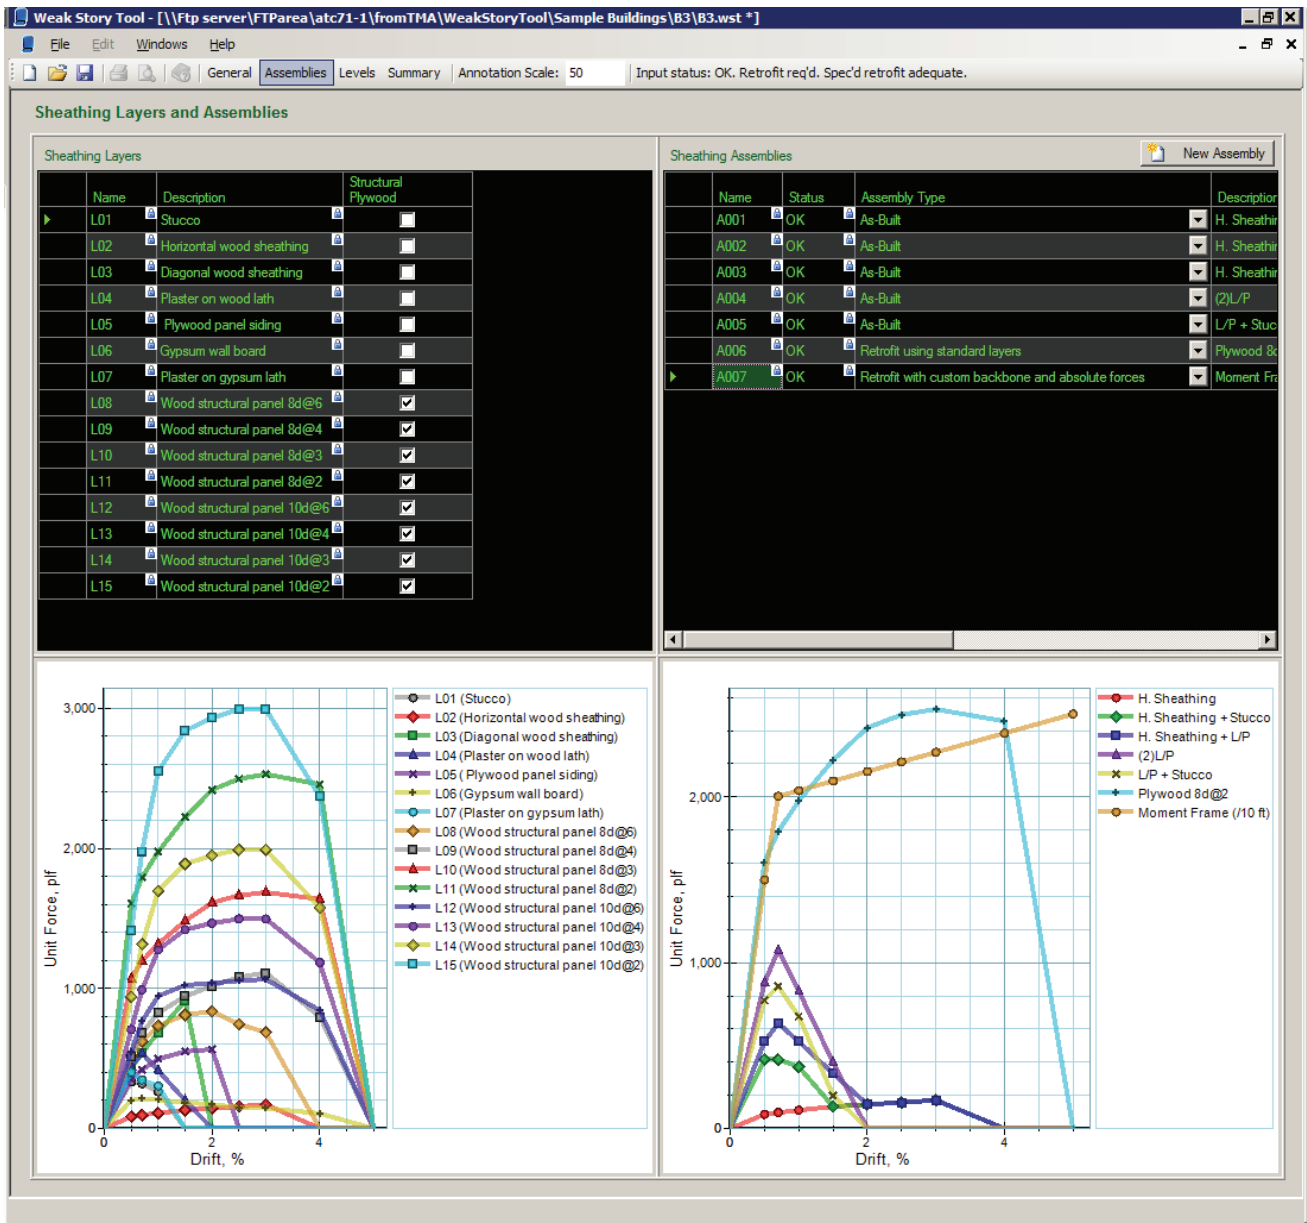 Weak Story Tool - [\\Ftp server\FTParea\atc71-1\fromTMA\WeakStoryTool\Sample Buildings\B3\B3.wst *]
File Edit Windows Help
General Assemblies Levels Summary Annotation Scale: 50 Input status: OK. Retrofit req'd. Spec'd retrofit adequate.
Sheathing Layers and Assemblies
Sheathing Layers
Name Description Structural Plywood
L01 Stucco
L02 Horizontal wood sheathing
L03 Diagonal wood sheathing
L04 Plaster on wood lath
L05 Plywood panel siding
L06 Gypsum wall board
L07 Plaster on gypsum lath
L08 Wood structural panel 8d@6
L09 Wood structural panel 8d@4
L10 Wood structural panel 8d@3
L11 Wood structural panel 8d@2
L12 Wood structural panel 10d@6
L13 Wood structural panel 10d@4
L14 Wood structural panel 10d@3
L15 Wood structural panel 10d@2
Sheathing Assemblies
New Assembly
Name Status Assembly Type Description
A001 OK As-Built H. Sheathin
A002 OK As-Built H. Sheathin
A003 OK As-Built H. Sheathin
A004 OK As-Built (2)L/P
A005 OK As-Built L/P + Stuc
A006 OK Retrofit using standard layers Plywood 8d
A007 OK Retrofit with custom backbone and absolute forces Moment Fra
3,000
2,000
1,000
0
Unit Force, plf
0 2 4
Drift, %
L01 (Stucco)
L02 (Horizontal wood sheathing)
L03 (Diagonal wood sheathing)
L04 (Plaster on wood lath)
L05 ( Plywood panel siding)
L06 (Gypsum wall board)
L07 (Plaster on gypsum lath)
L08 (Wood structural panel 8d@6)
L09 (Wood structural panel 8d@4)
L10 (Wood structural panel 8d@3)
L11 (Wood structural panel 8d@2)
L12 (Wood structural panel 10d@6)
L13 (Wood structural panel 10d@4)
L14 (Wood structural panel 10d@3)
L15 (Wood structural panel 10d@2)
2,000
1,000
0
Unit Force, plf
0 2 4
Drift, %
H. Sheathing
H. Sheathing + Stucco
H. Sheathing + L/P
(2)L/P
L/P + Stucco
Plywood 8d@2
Moment Frame (/10 ft)